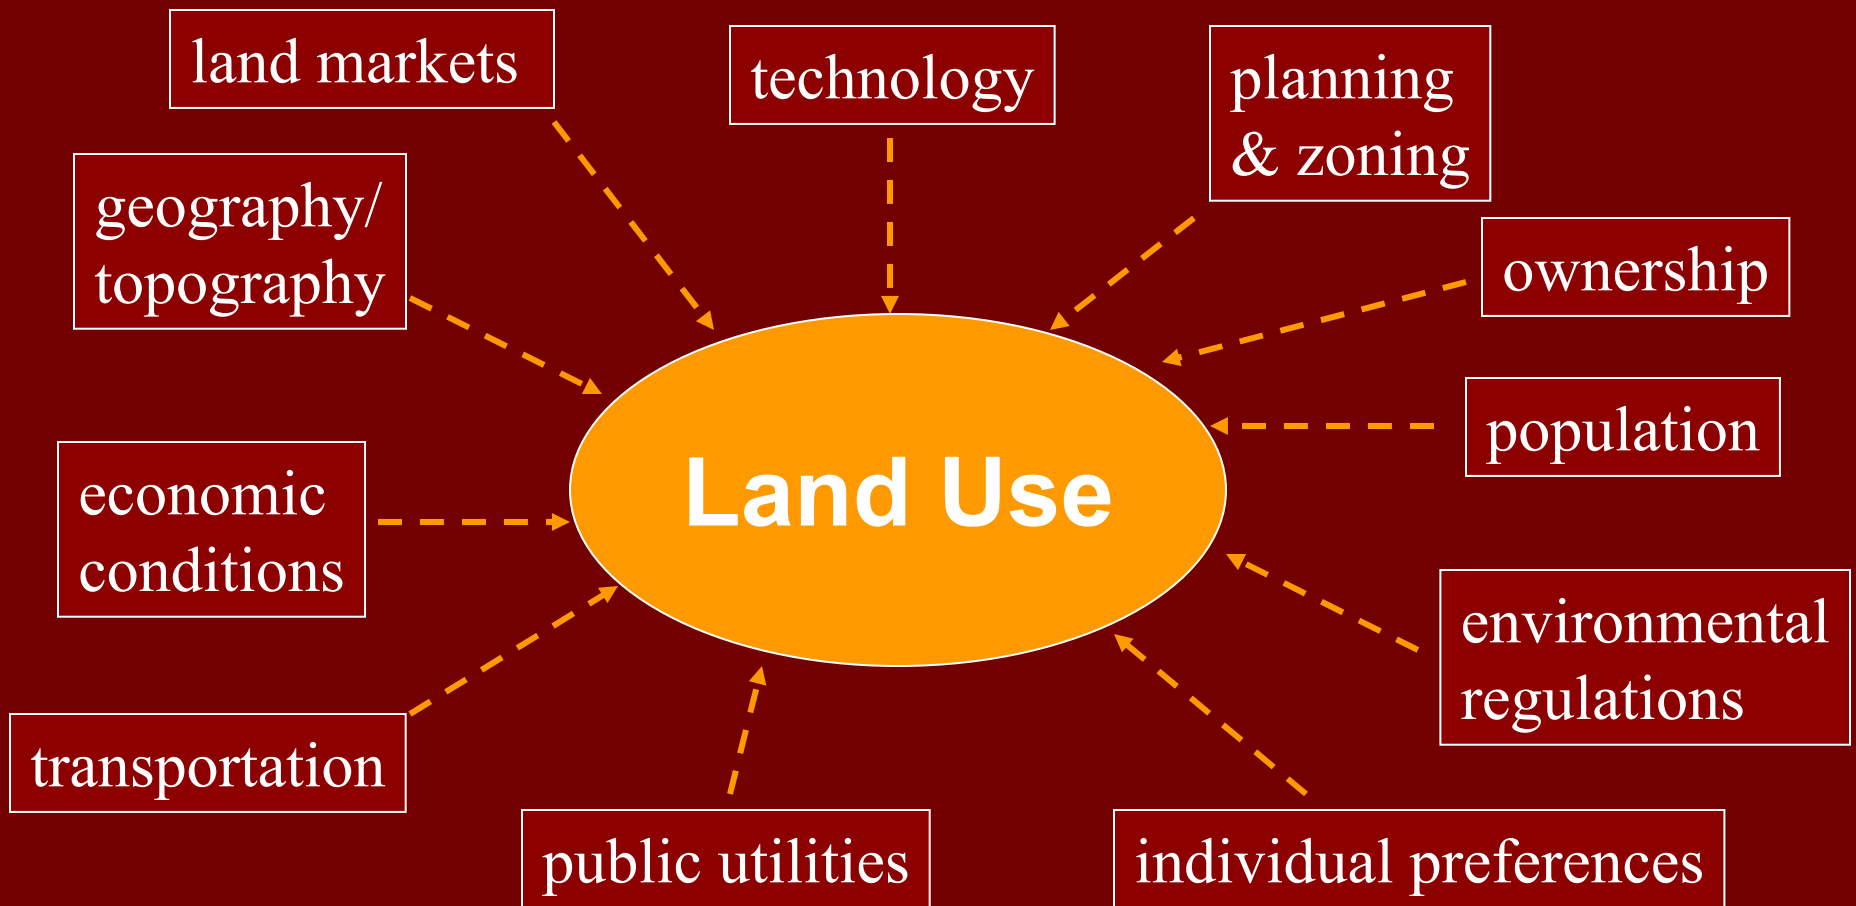 land markets
technology
planning
& zoning
geography/
topography
ownership
population
economic
conditions
Land Use
environmental
regulations
transportation
public utilities
individual preferences